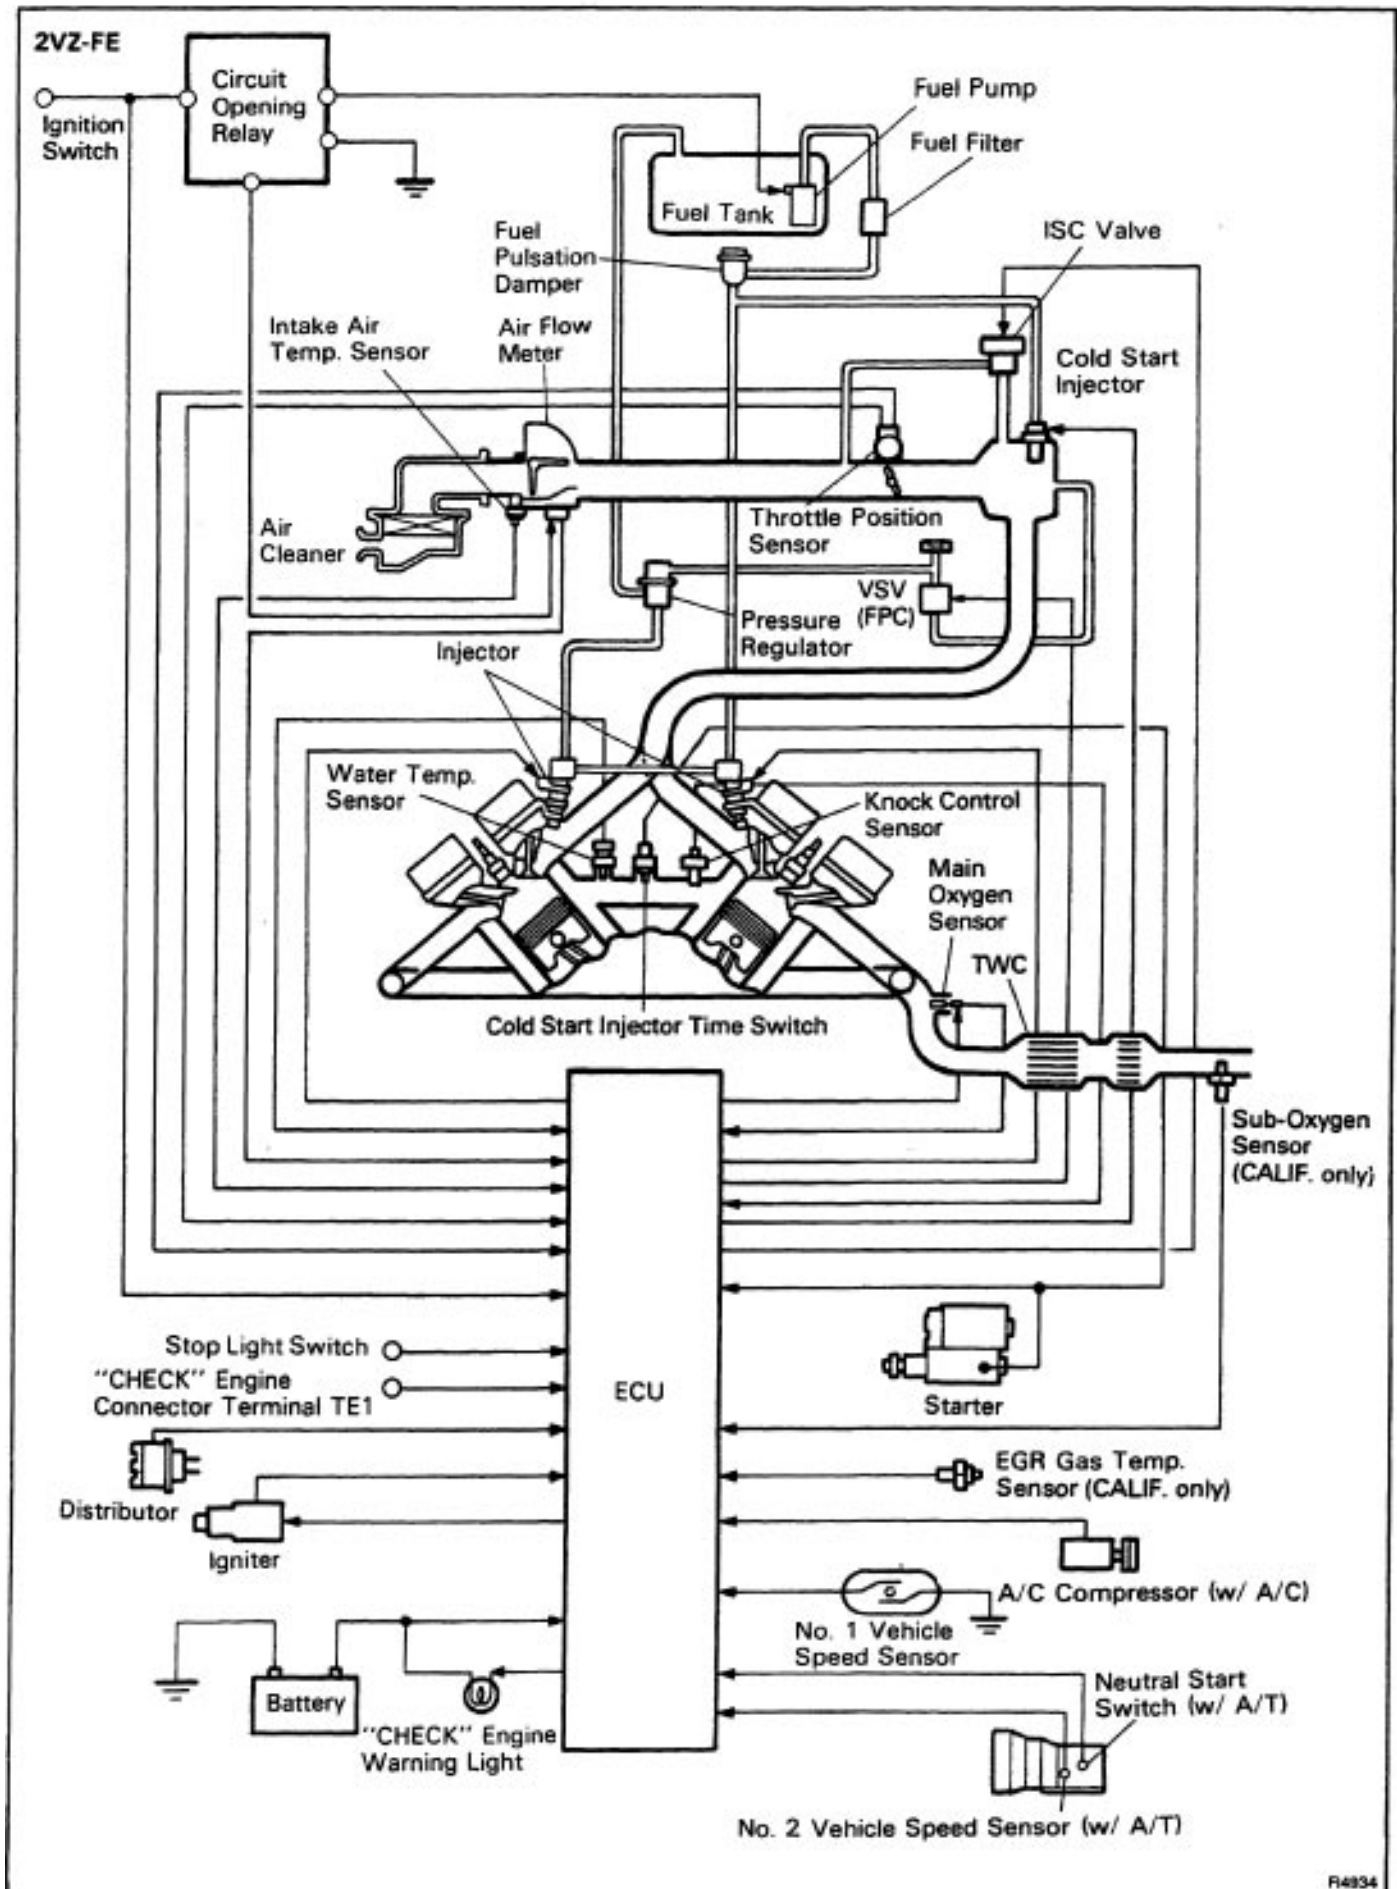 2VZ-FE
Circuit
Opening
Relay
Ignition
Switch
Fuel Pump
Fuel Filter
Fuel Tank
Fuel
Pulsation
Damper
ISC Valve
Intake Air
Temp. Sensor
Air Flow
Meter
Cold Start
Injector
Air
Cleaner
Throttle Position
Sensor
VSV
(FPC)
Pressure
Regulator
Injector
Water Temp.
Sensor
Knock Control
Sensor
Main
Oxygen
Sensor
TWC
Cold Start Injector Time Switch
Sub-Oxygen
Sensor
(CALIF. only)
Stop Light Switch
"CHECK" Engine
Connector Terminal TE1
ECU
Starter
Distributor
Igniter
EGR Gas Temp.
Sensor (CALIF. only)
A/C Compressor (w/ A/C)
No. 1 Vehicle
Speed Sensor
Battery
"CHECK" Engine
Warning Light
Neutral Start
Switch (w/ A/T)
No. 2 Vehicle Speed Sensor (w/ A/T)
FI4934